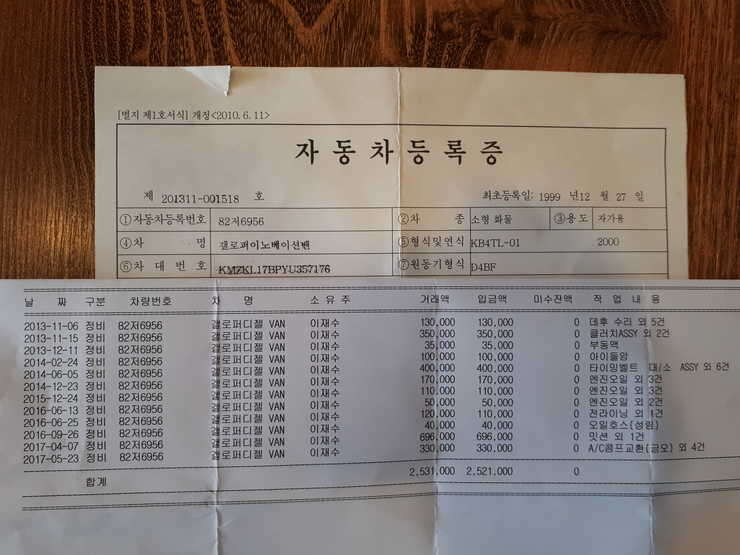 [별지 제1호서식] 개정<2010. 6. 11>
자 동 차 등 록 증
제 201311-001518 호 최초등록일: 1999 년 12 월 27 일
①자동차등록번호 82저6956 ②차 종 소형 화물 ③용 도 자가용
④차 명 갤로퍼이노베이션밴 ⑤형식및연식 KB4TL-01 2000
⑥차 대 번 호 KMZKL17BPYU357176 ⑦원동기형식 D4BF
날 짜 구분 차량번호 차 명 소 유 주 거래액 입금액 미수잔액 작 업 내 용
2013-11-06 정비 82저6956 갤로퍼디젤 VAN 이재수 130,000 130,000 0 데후 수리 외 5건
2013-11-15 정비 82저6956 갤로퍼디젤 VAN 이재수 350,000 350,000 0 클러치ASSY 외 2건
2013-12-11 정비 82저6956 갤로퍼디젤 VAN 이재수 35,000 35,000 0 부동액
2014-02-24 정비 82저6956 갤로퍼디젤 VAN 이재수 100,000 100,000 0 아이들암
2014-06-05 정비 82저6956 갤로퍼디젤 VAN 이재수 400,000 400,000 0 타이밍벨트 대/소 ASSY 외 6건
2014-12-23 정비 82저6956 갤로퍼디젤 VAN 이재수 170,000 170,000 0 엔진오일 외 3건
2015-12-24 정비 82저6956 갤로퍼디젤 VAN 이재수 110,000 110,000 0 엔진오일 외 3건
2016-06-13 정비 82저6956 갤로퍼디젤 VAN 이재수 50,000 50,000 0 엔진오일 외 2건
2016-06-25 정비 82저6956 갤로퍼디젤 VAN 이재수 120,000 110,000 0 전라이닝 외 1건
2016-09-26 정비 82저6956 갤로퍼디젤 VAN 이재수 40,000 40,000 0 오일호스(성림)
2017-04-07 정비 82저6956 갤로퍼디젤 VAN 이재수 696,000 696,000 0 밋션 외 1건
2017-05-23 정비 82저6956 갤로퍼디젤 VAN 이재수 330,000 330,000 0 A/C콤프교환(금오) 외 4건
합계 2,531,000 2,521,000 0